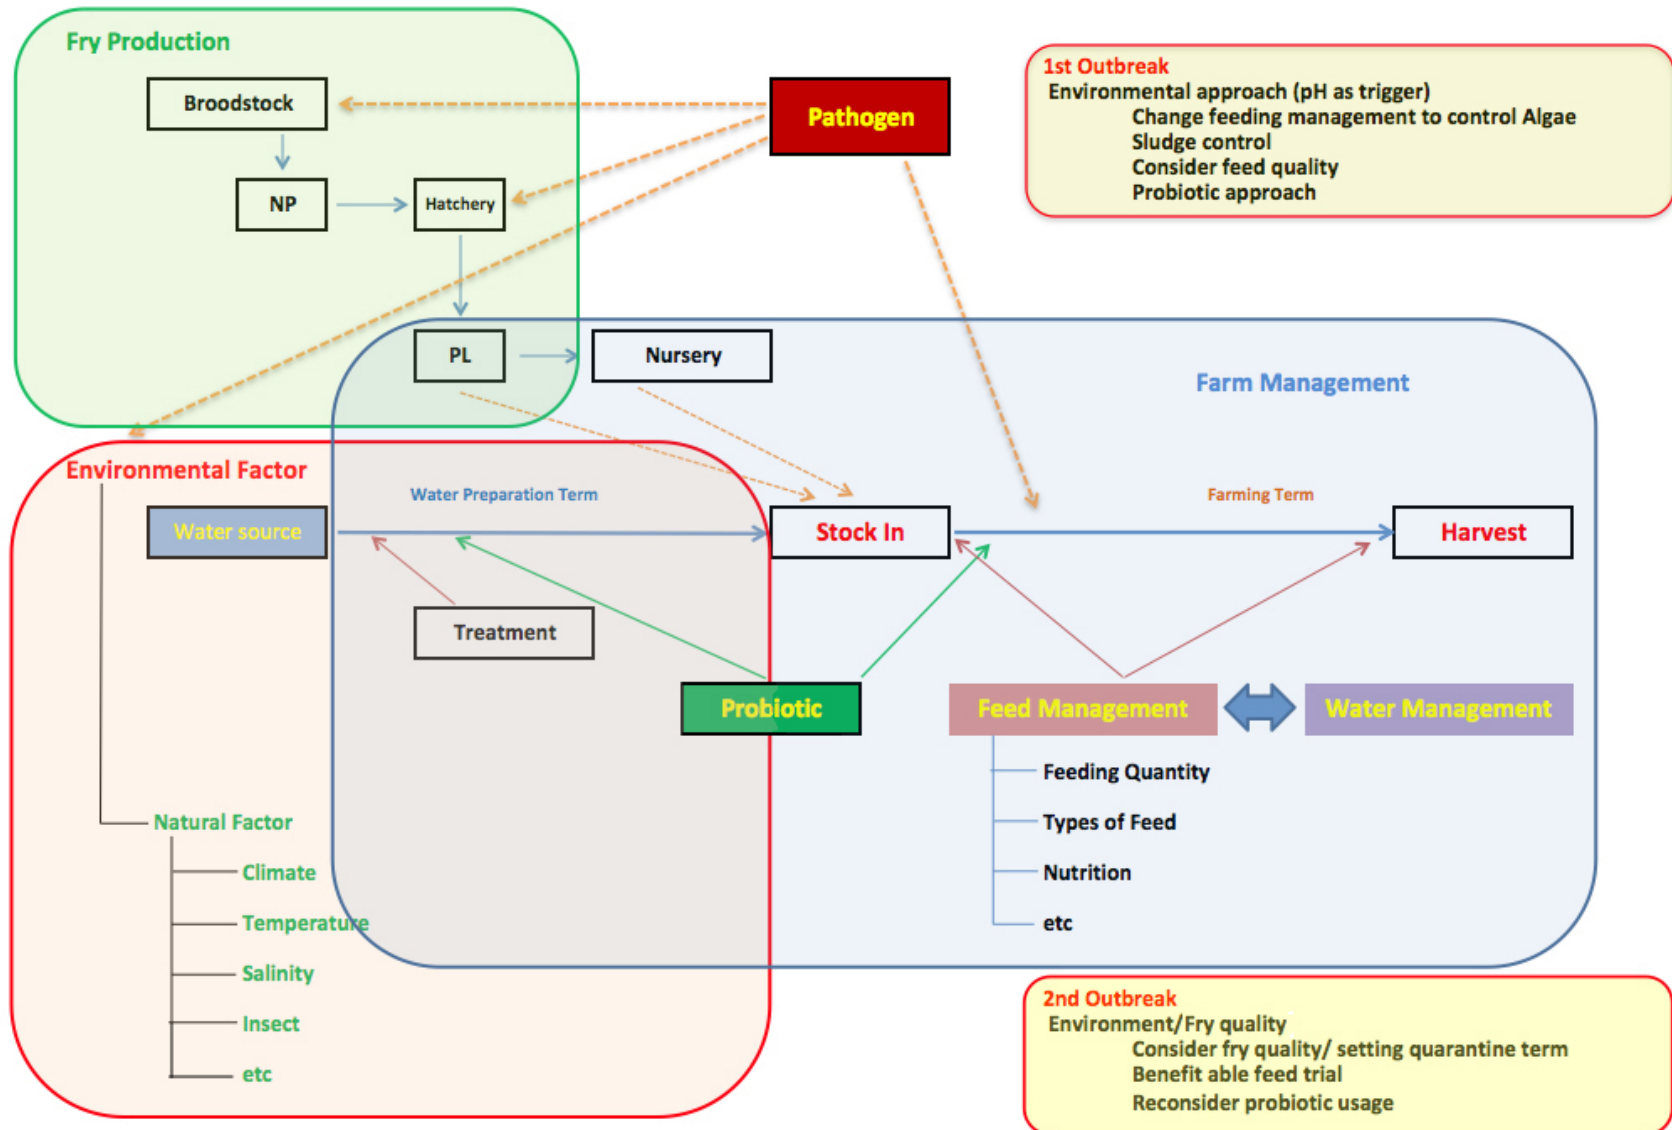 Fry Production
Broodstock
NP
Hatchery
PL
Pathogen
1st Outbreak
Environmental approach (pH as trigger)
Change feeding management to control Algae
Sludge control
Consider feed quality
Probiotic approach
Nursery
Farm Management
Environmental Factor
Water source
Water Preparation Term
Stock In
Farming Term
Harvest
Treatment
Probiotic
Feed Management
Water Management
Feeding Quantity
Types of Feed
Nutrition
etc
Natural Factor
Climate
Temperature
Salinity
Insect
etc
2nd Outbreak
Environment/Fry quality
Consider fry quality/ setting quarantine term
Benefit able feed trial
Reconsider probiotic usage